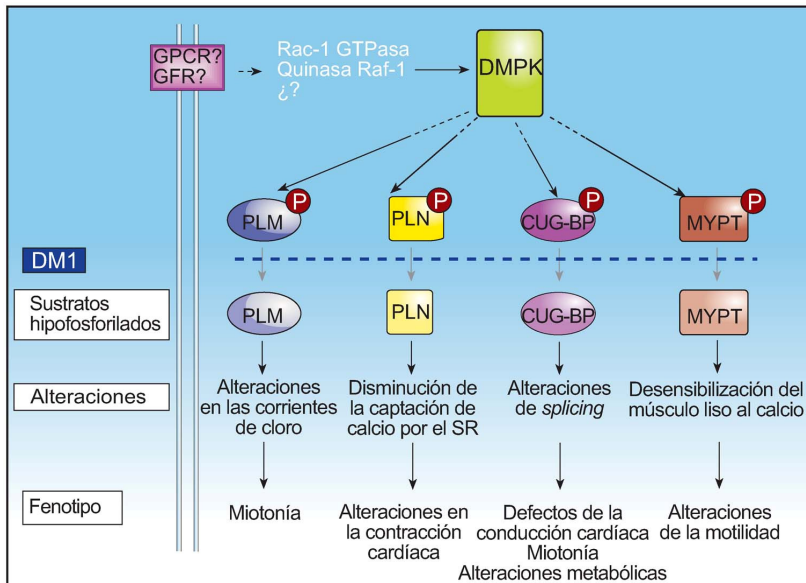 GPCR?
GFR?
Rac-1 GTPasa
Quinasa Raf-1
¿?
DMPK
P
P
P
P
PLM
PLN
CUG-BP
MYPT
DM1
Sustratos
hipofosforilados
PLM
PLN
CUG-BP
MYPT
Alteraciones
Alteraciones
en las corrientes
de cloro
Disminución de
la captación de
calcio por el SR
Alteraciones
de splicing
Desensibilización del
músculo liso al calcio
Fenotipo
Miotonía
Alteraciones en
la contracción
cardíaca
Defectos de la
conducción cardíaca
Miotonía
Alteraciones metabólicas
Alteraciones
de la motilidad